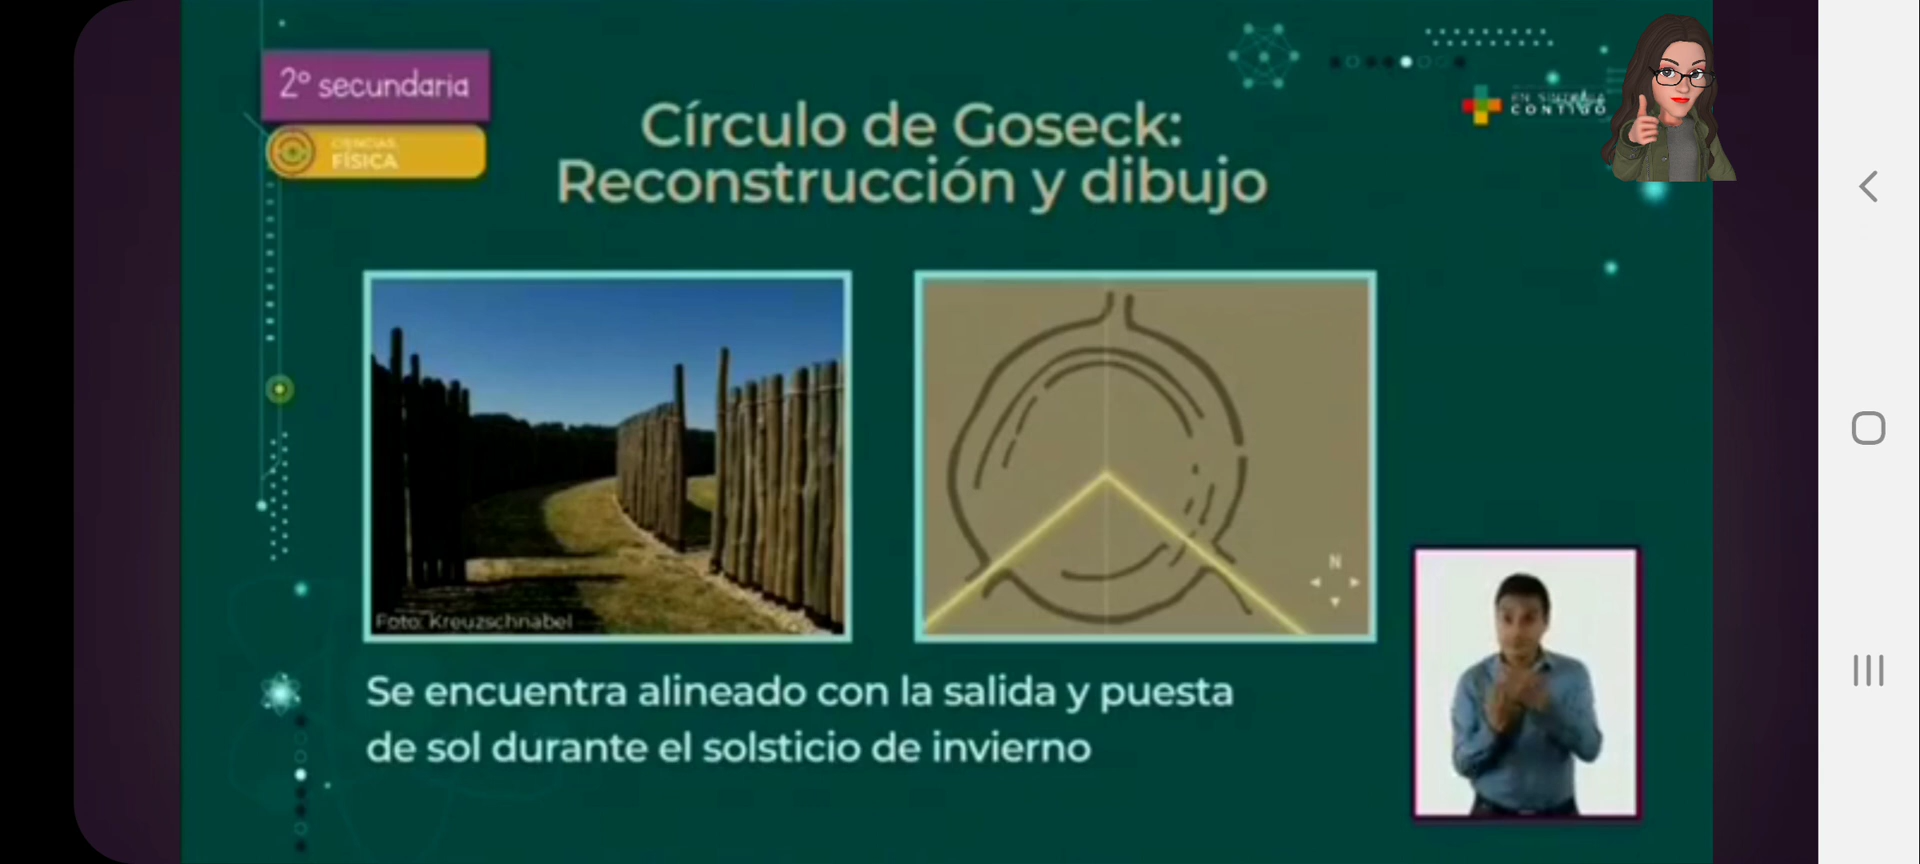 2° secundaria
CIENCIAS.
FÍSICA
Círculo de Goseck:
Reconstrucción y dibujo
CONTIGO
Foto: Kreuzschnabel
N
Se encuentra alineado con la salida y puesta
de sol durante el solsticio de invierno